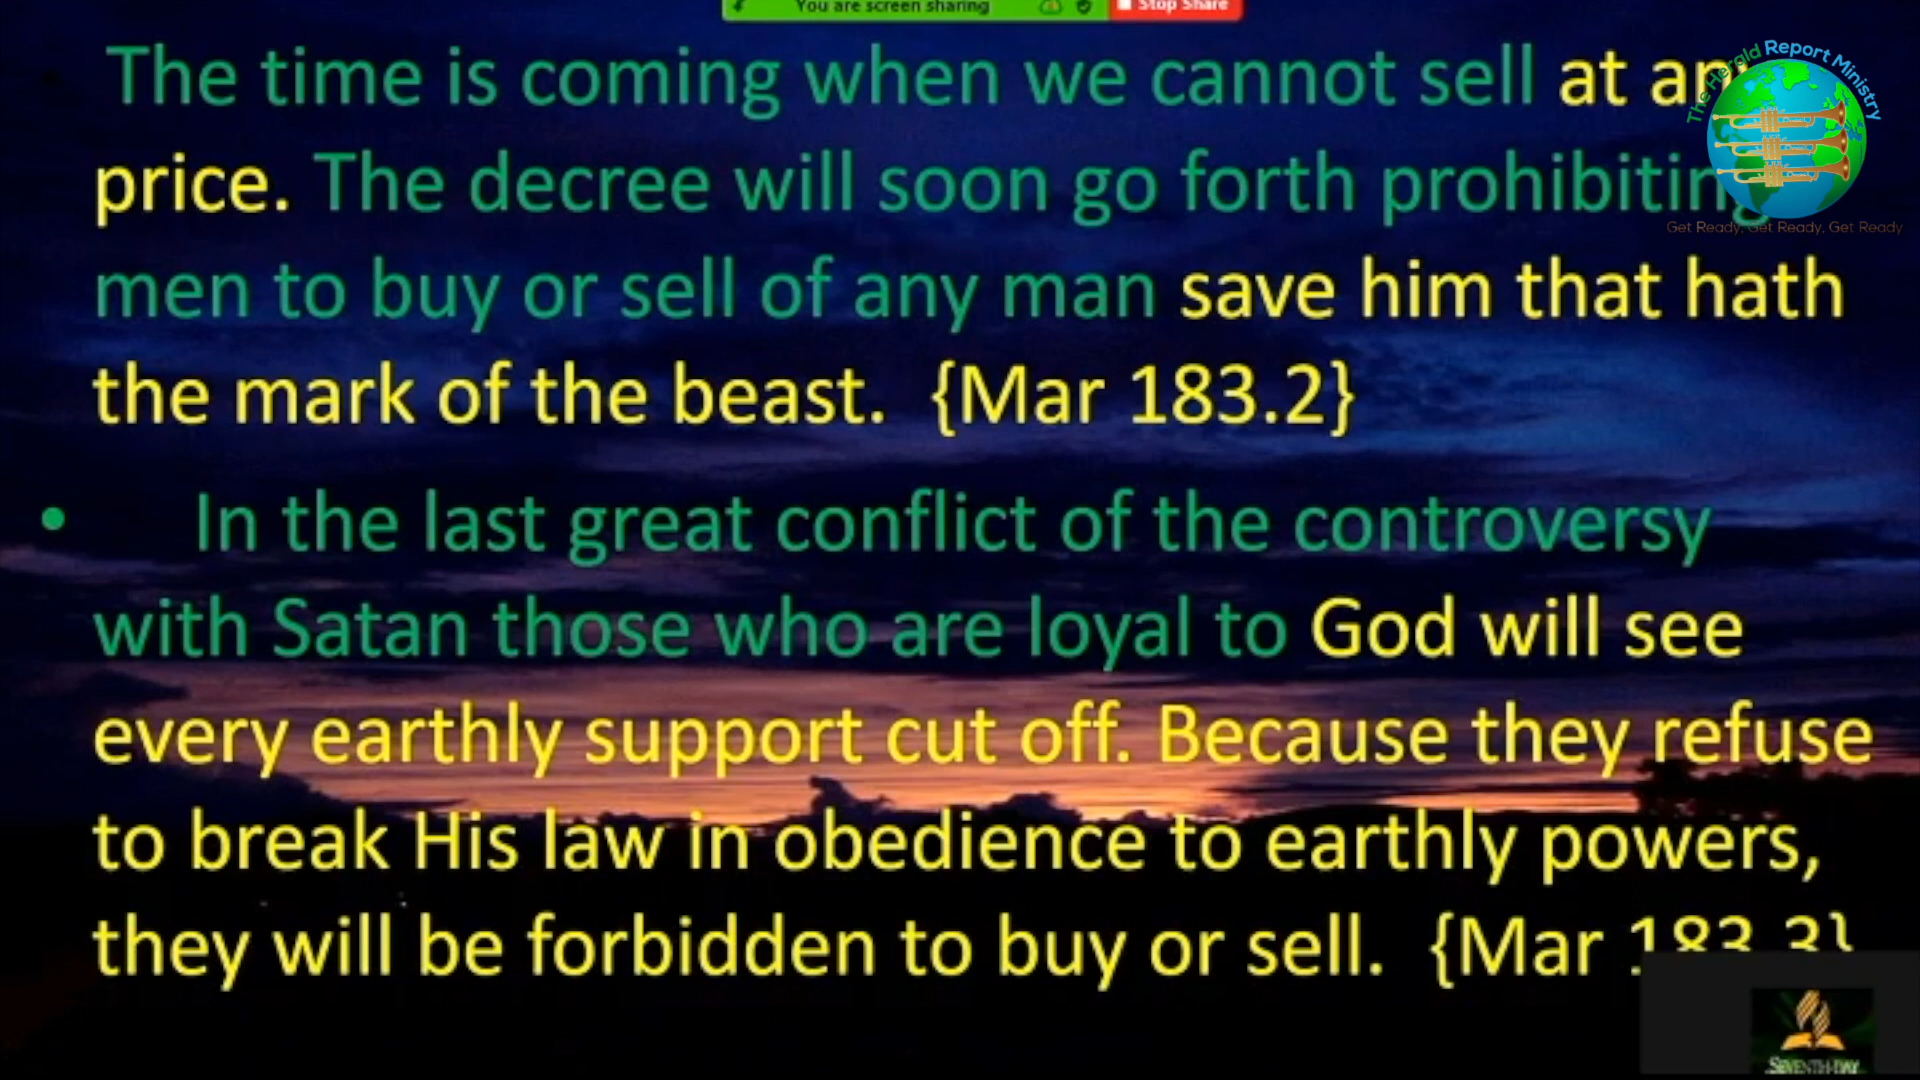 You are screen sharing Stop Share
The time is coming when we cannot sell at any
price. The decree will soon go forth prohibiting
men to buy or sell of any man save him that hath
the mark of the beast. {Mar 183.2}
• In the last great conflict of the controversy
with Satan those who are loyal to God will see
every earthly support cut off. Because they refuse
to break His law in obedience to earthly powers,
they will be forbidden to buy or sell. {Mar 183.3}
The Herald Report Ministry
Get Ready, Get Ready, Get Ready
SEVENTH-DAY